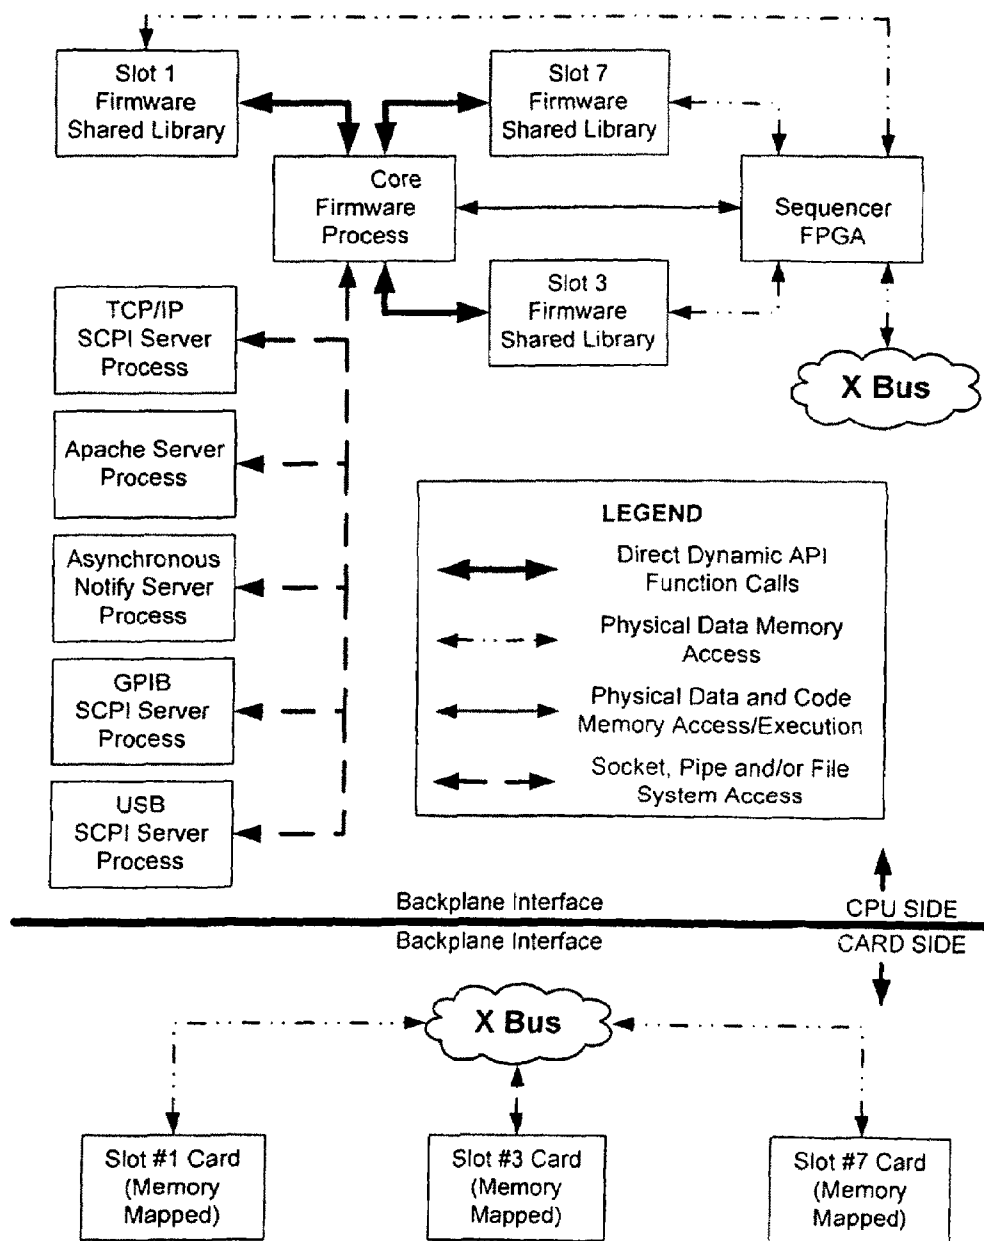 Slot 1
Firmware
Shared Library
Slot 7
Firmware
Shared Library
Core
Firmware
Process
Sequencer
FPGA
Slot 3
Firmware
Shared Library
TCP/IP
SCPI Server
Process
X Bus
Apache Server
Process
Asynchronous
Notify Server
Process
GPIB
SCPI Server
Process
USB
SCPI Server
Process
LEGEND
Direct Dynamic API
Function Calls
Physical Data Memory
Access
Physical Data and Code
Memory Access/Execution
Socket, Pipe and/or File
System Access
Backplane Interface
CPU SIDE
Backplane Interface
CARD SIDE
X Bus
Slot #1 Card
(Memory
Mapped)
Slot #3 Card
(Memory
Mapped)
Slot #7 Card
(Memory
Mapped)